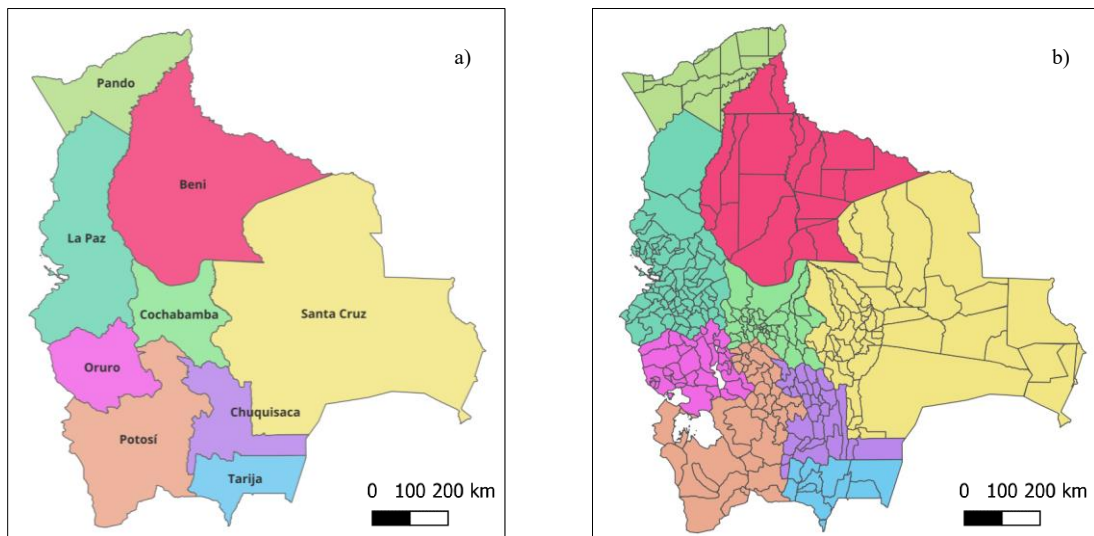 a)
Pando
Beni
La Paz
Cochabamba
Santa Cruz
Oruro
Chuquisaca
Potosí
Tarija
0 100 200 km
b)
0 100 200 km